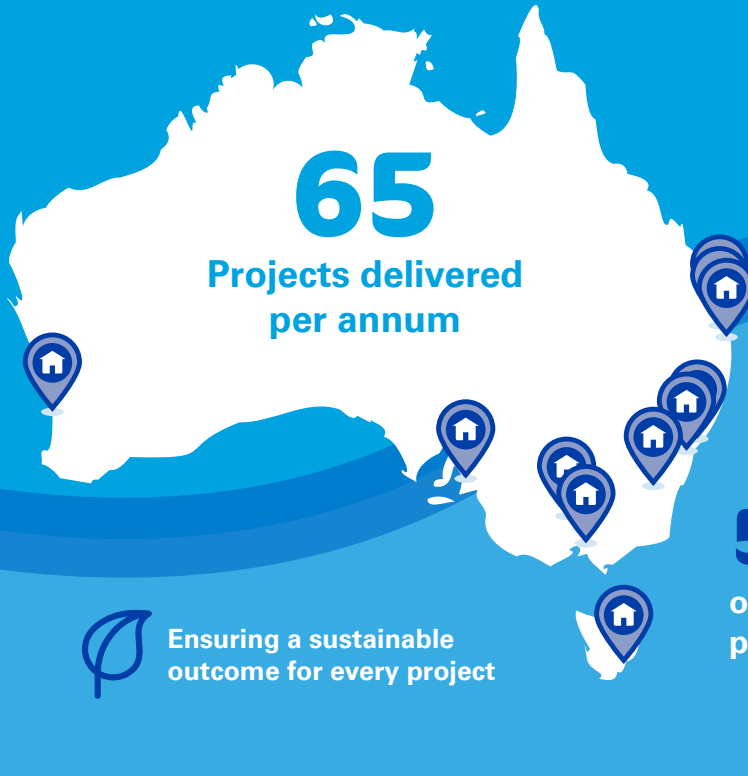 65
Projects delivered
per annum
Ensuring a sustainable
outcome for every project